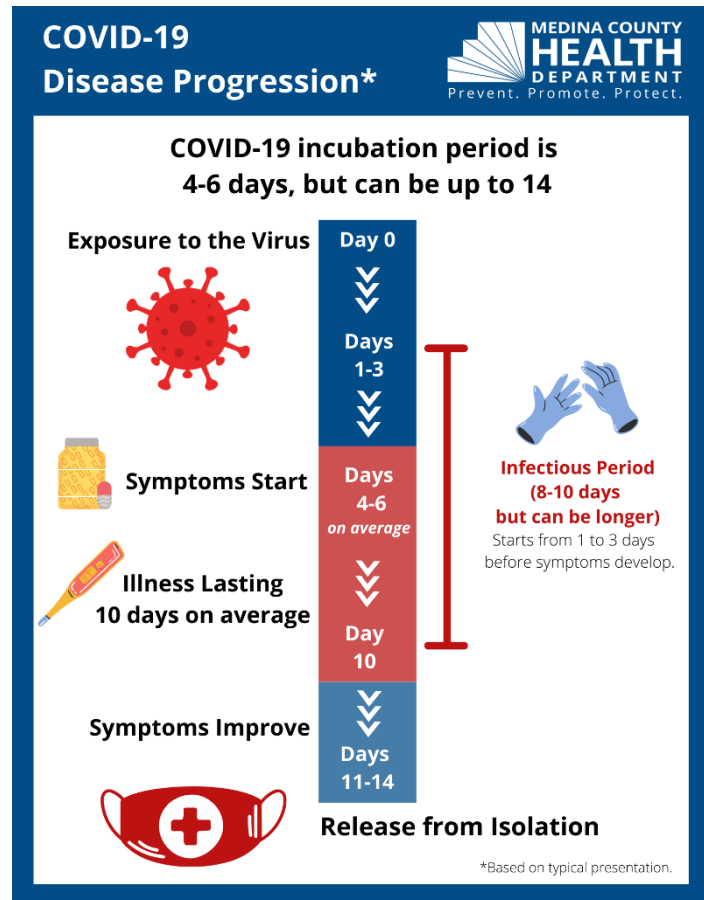 COVID-19
Disease Progression*
MEDINA COUNTY
HEALTH
DEPARTMENT
Prevent. Promote. Protect.
COVID-19 incubation period is
4-6 days, but can be up to 14
Exposure to the Virus
Day 0
Days
1-3
Symptoms Start
Days
4-6
on average
Infectious Period
(8-10 days
but can be longer)
Starts from 1 to 3 days
before symptoms develop.
Illness Lasting
10 days on average
Day
10
Symptoms Improve
Days
11-14
Release from Isolation
*Based on typical presentation.